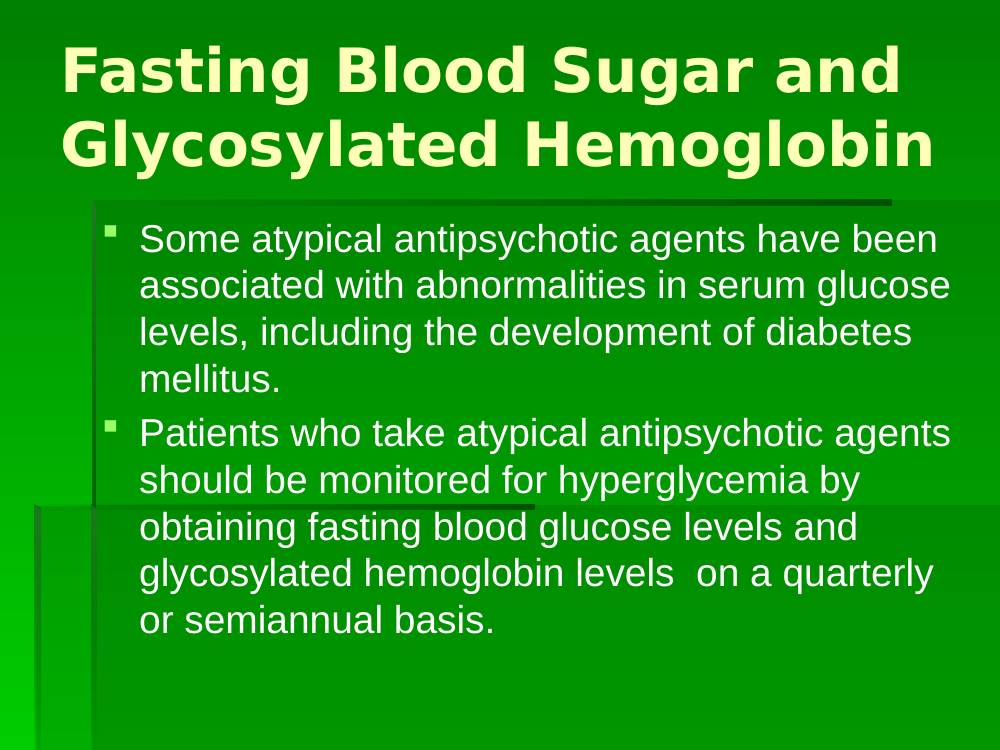 Fasting Blood Sugar and
Glycosylated Hemoglobin
Some atypical antipsychotic agents have been
associated with abnormalities in serum glucose
levels, including the development of diabetes
mellitus.
Patients who take atypical antipsychotic agents
should be monitored for hyperglycemia by
obtaining fasting blood glucose levels and
glycosylated hemoglobin levels  on a quarterly
or semiannual basis.